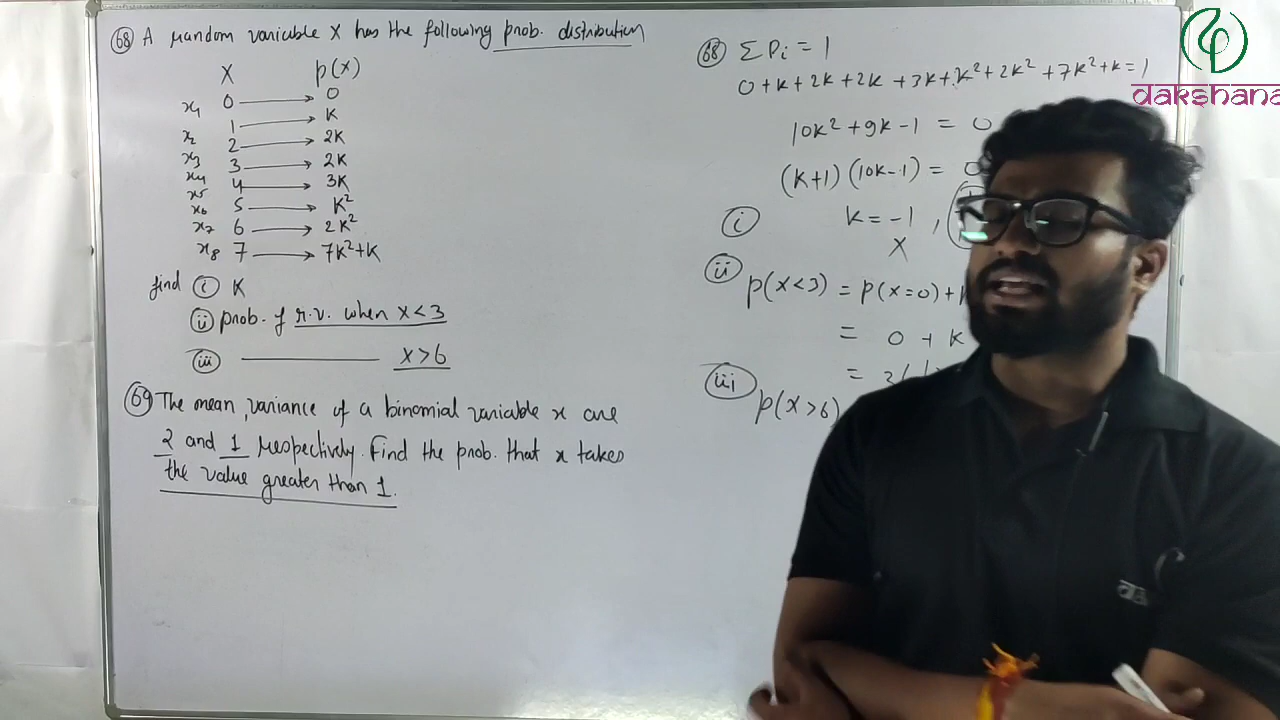 68 A random variable X has the following prob. distribution
X p(x)
x1 0 → 0
1 → K
x2 2 → 2K
x3 3 → 2K
x4 4 → 3K
x5
x6 5 → K²
x7 6 → 2K²
x8 7 → 7K²+K
find i K
ii prob. of r.v. when X<3
iii ———— X>6
69 The mean, variance of a binomial variable x are
2 and 1 respectively. Find the prob. that x takes
the value greater than 1.
68 Σ Pi = 1
0+K+2K+2K+3K+K²+2K²+7K²+K=1
10K²+9K-1 = 0
(K+1) (10K-1) = 0
i K = -1 ,
X
ii p(X<3) = p(X=0)+
= 0 + K
=
iii p(X>6)
dakshana